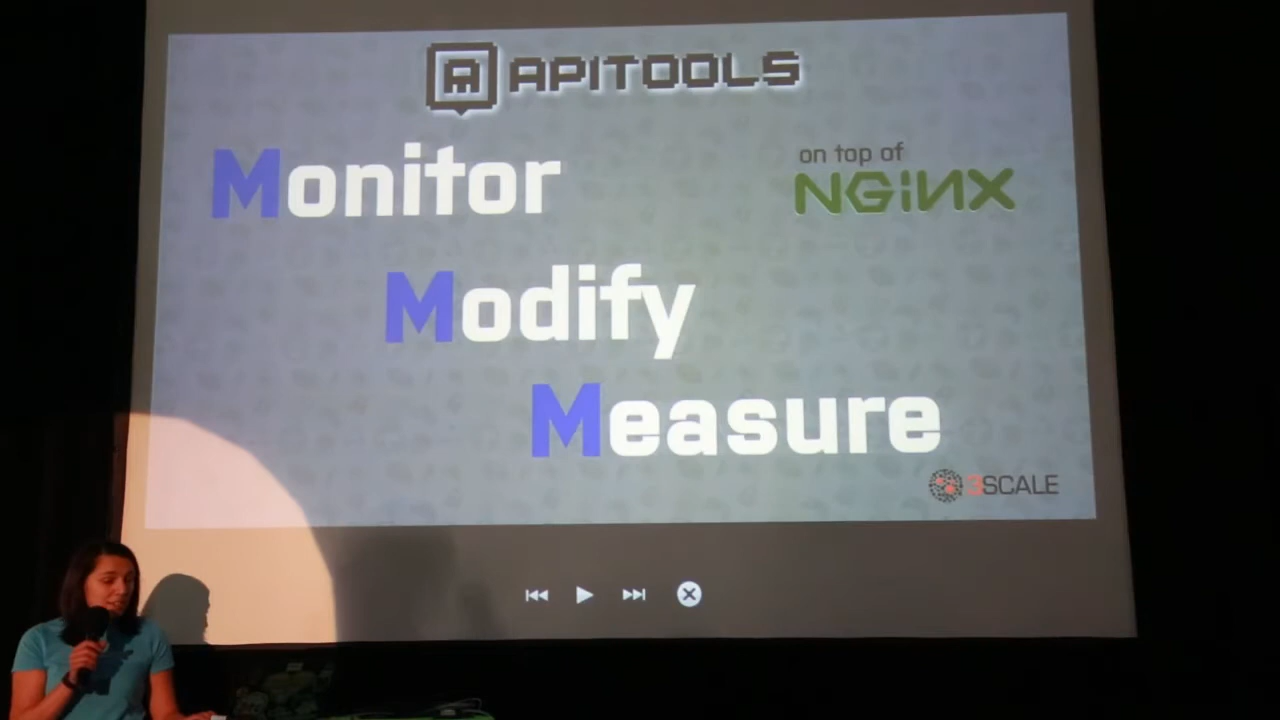 APITOOLS
Monitor
on top of
NGiNX
Modify
Measure
3SCALE